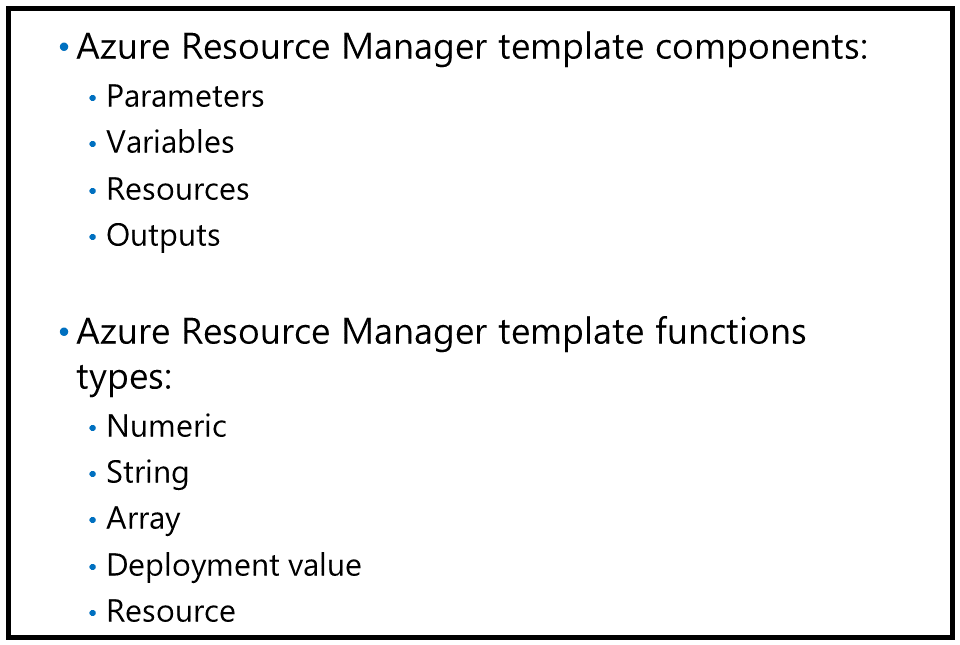 • Azure Resource Manager template components:
• Parameters
• Variables
• Resources
• Outputs
• Azure Resource Manager template functions
types:
• Numeric
• String
• Array
• Deployment value
• Resource